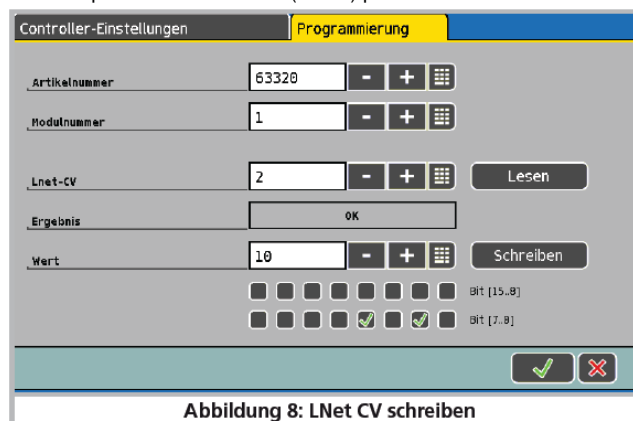 Controller-Einstellungen Programmierung
Artikelnummer 63320 - +
Modulnummer 1 - +
Lnet-CV 2 - + Lesen
Ergebnis OK
Wert 10 - + Schreiben
Bit [15..8]
Bit [7..0]
Abbildung 8: LNet CV schreiben